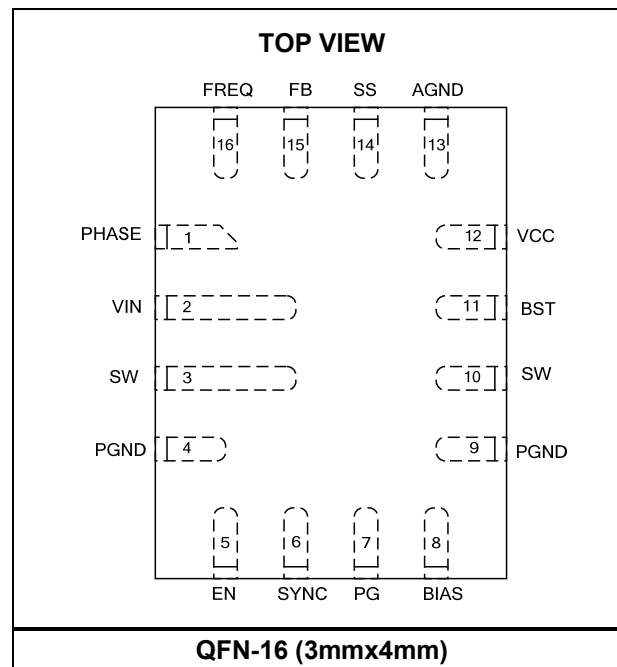 TOP VIEW
FREQ FB SS AGND
16 15 14 13
PHASE 1 12 VCC
VIN 2 11 BST
SW 3 10 SW
PGND 4 9 PGND
5 6 7 8
EN SYNC PG BIAS
QFN-16 (3mmx4mm)